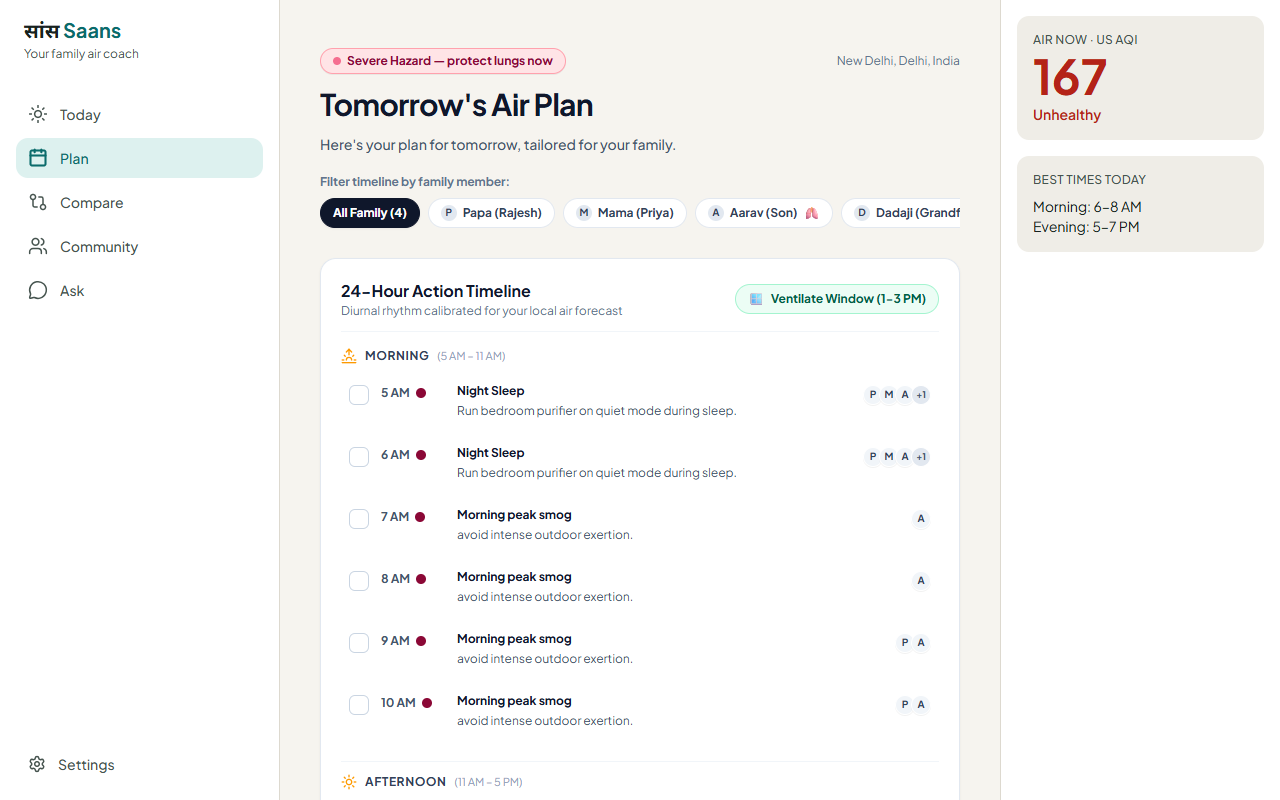 सांस Saans
Your family air coach
Today
Plan
Compare
Community
Ask
Settings
Severe Hazard — protect lungs now
New Delhi, Delhi, India
Tomorrow's Air Plan
Here's your plan for tomorrow, tailored for your family.
Filter timeline by family member:
All Family (4) P Papa (Rajesh) M Mama (Priya) A Aarav (Son) D Dadaji (Grandf
24-Hour Action Timeline
Diurnal rhythm calibrated for your local air forecast
Ventilate Window (1–3 PM)
MORNING (5 AM – 11 AM)
5 AM Night Sleep P M A +1
Run bedroom purifier on quiet mode during sleep.
6 AM Night Sleep P M A +1
Run bedroom purifier on quiet mode during sleep.
7 AM Morning peak smog A
avoid intense outdoor exertion.
8 AM Morning peak smog A
avoid intense outdoor exertion.
9 AM Morning peak smog P A
avoid intense outdoor exertion.
10 AM Morning peak smog P A
avoid intense outdoor exertion.
AFTERNOON (11 AM – 5 PM)
AIR NOW · US AQI
167
Unhealthy
BEST TIMES TODAY
Morning: 6–8 AM
Evening: 5–7 PM